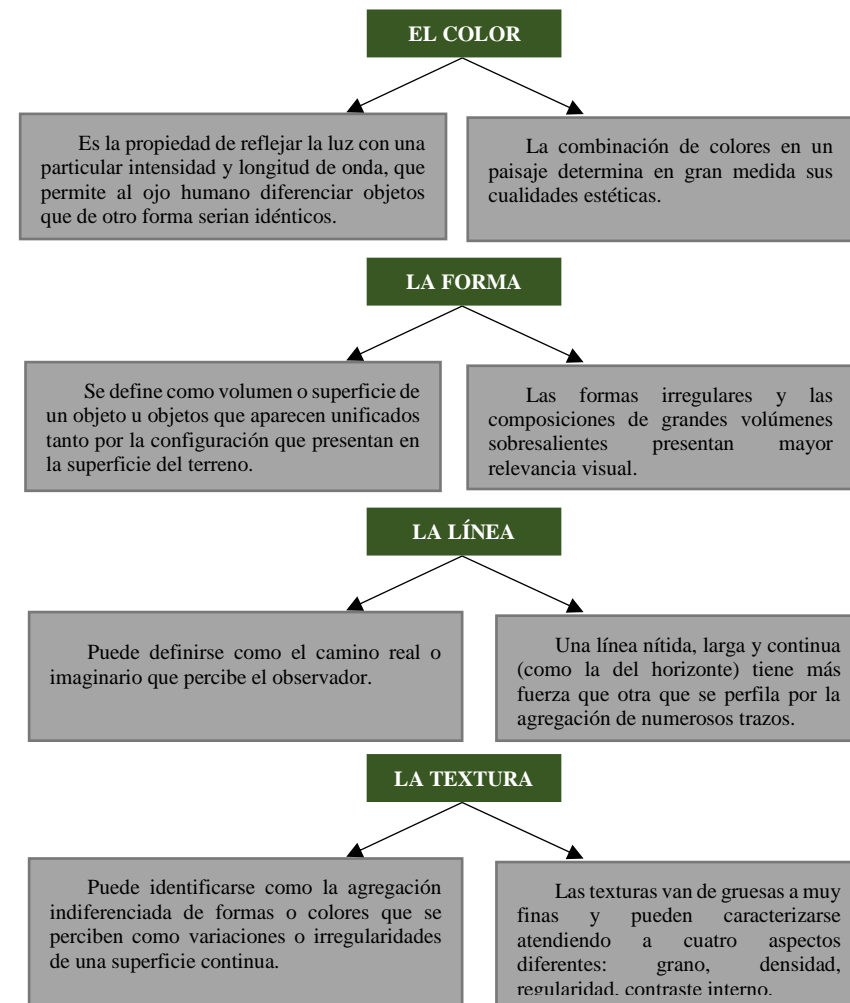 EL COLOR
Es la propiedad de reflejar la luz con una
particular intensidad y longitud de onda, que
permite al ojo humano diferenciar objetos
que de otro forma serian idénticos.
La combinación de colores en un
paisaje determina en gran medida sus
cualidades estéticas.
LA FORMA
Se define como volumen o superficie de
un objeto u objetos que aparecen unificados
tanto por la configuración que presentan en
la superficie del terreno.
Las formas irregulares y las
composiciones de grandes volúmenes
sobresalientes presentan mayor
relevancia visual.
LA LÍNEA
Puede definirse como el camino real o
imaginario que percibe el observador.
Una línea nítida, larga y continua
(como la del horizonte) tiene más
fuerza que otra que se perfila por la
agregación de numerosos trazos.
LA TEXTURA
Puede identificarse como la agregación
indiferenciada de formas o colores que se
perciben como variaciones o irregularidades
de una superficie continua.
Las texturas van de gruesas a muy
finas y pueden caracterizarse
atendiendo a cuatro aspectos
diferentes: grano, densidad,
regularidad, contraste interno.